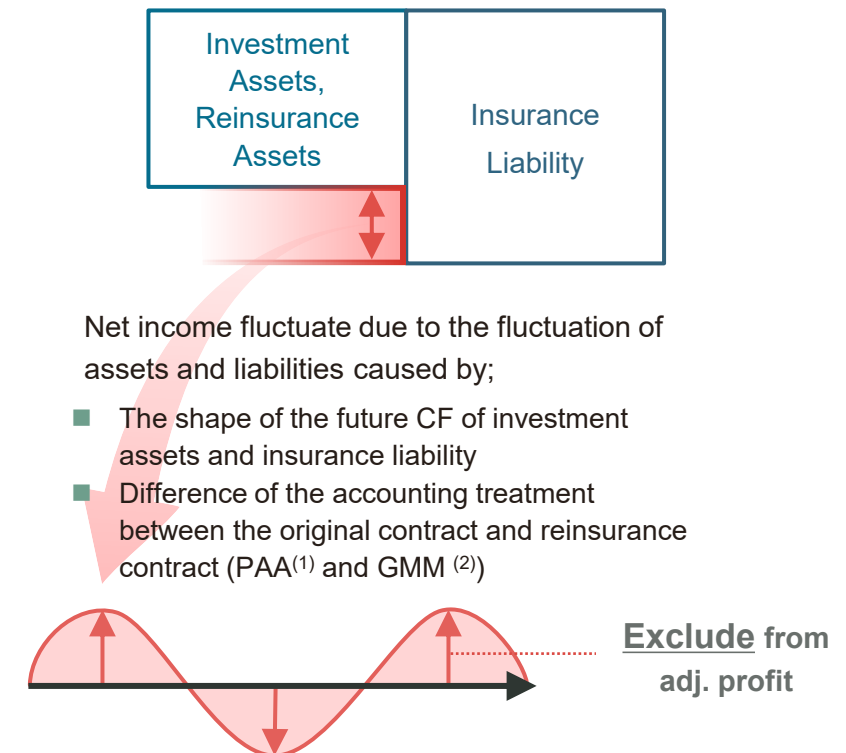 Investment
Assets,
Reinsurance
Assets
Insurance
Liability
Net income fluctuate due to the fluctuation of
assets and liabilities caused by;
The shape of the future CF of investment
assets and insurance liability
Difference of the accounting treatment
between the original contract and reinsurance
contract (PAA(1) and GMM (2))
Exclude from
adj. profit